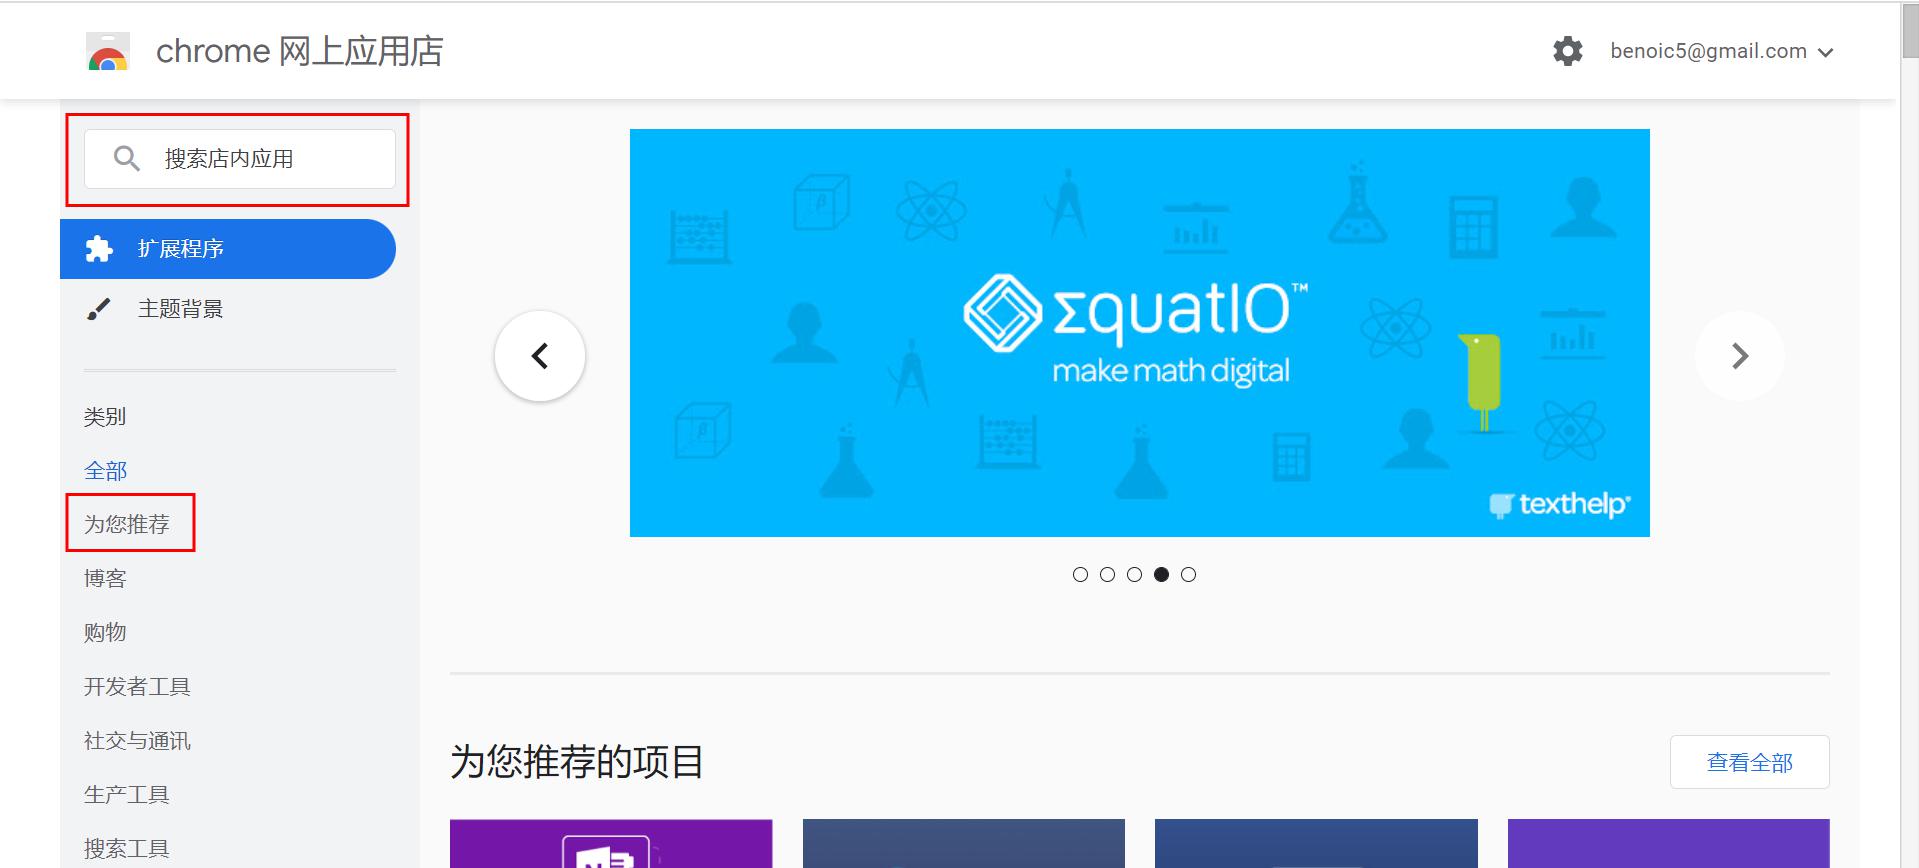 chrome 网上应用店
benoic5@gmail.com
搜索店内应用
扩展程序
主题背景
类别
全部
为您推荐
博客
购物
开发者工具
社交与通讯
生产工具
搜索工具
β
ΣquatIO™
make math digital
β
texthelp®
为您推荐的项目
查看全部
N